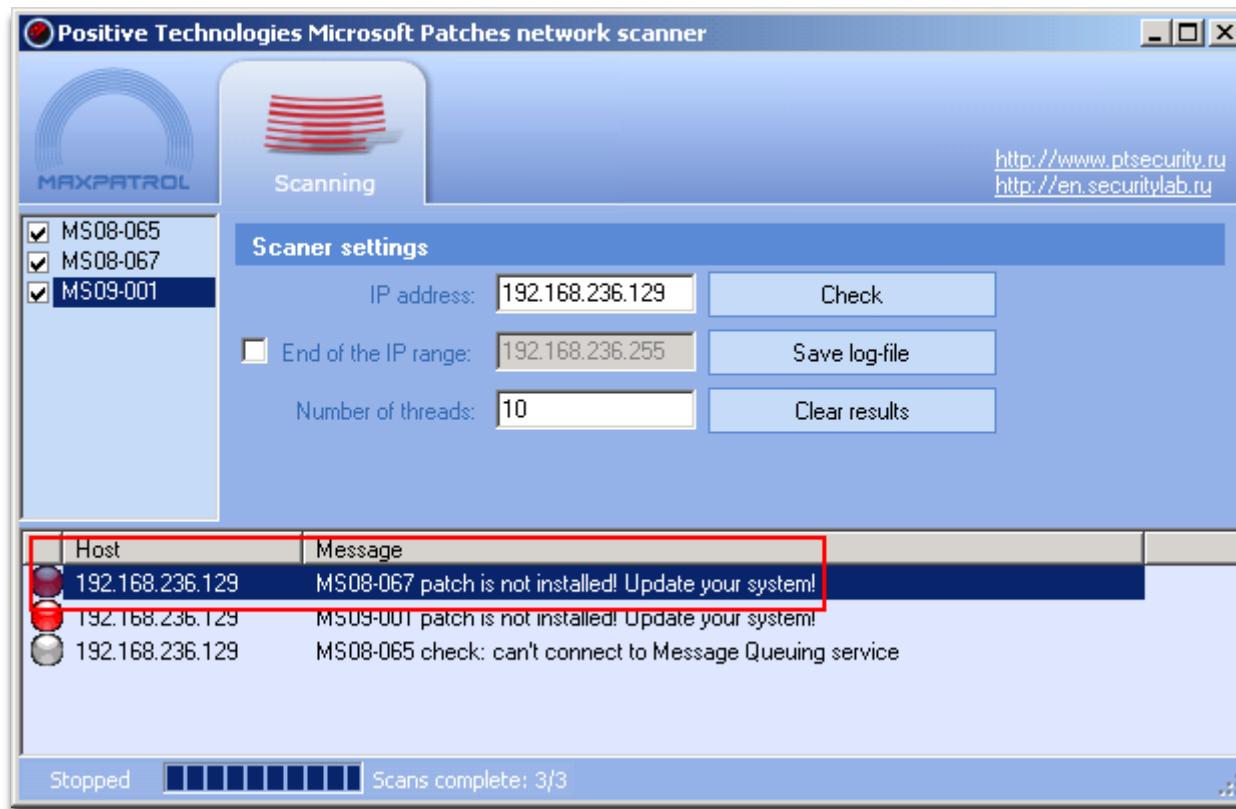 Positive Technologies Microsoft Patches network scanner
MAXPATROL
Scanning
http://www.ptsecurity.ru
http://en.securitylab.ru
MS08-065
MS08-067
MS09-001
Scaner settings
IP address: 192.168.236.129 Check
End of the IP range: 192.168.236.255 Save log-file
Number of threads: 10 Clear results
Host Message
192.168.236.129 MS08-067 patch is not installed! Update your system!
192.168.236.129 MS09-001 patch is not installed! Update your system!
192.168.236.129 MS08-065 check: can't connect to Message Queuing service
Stopped Scans complete: 3/3